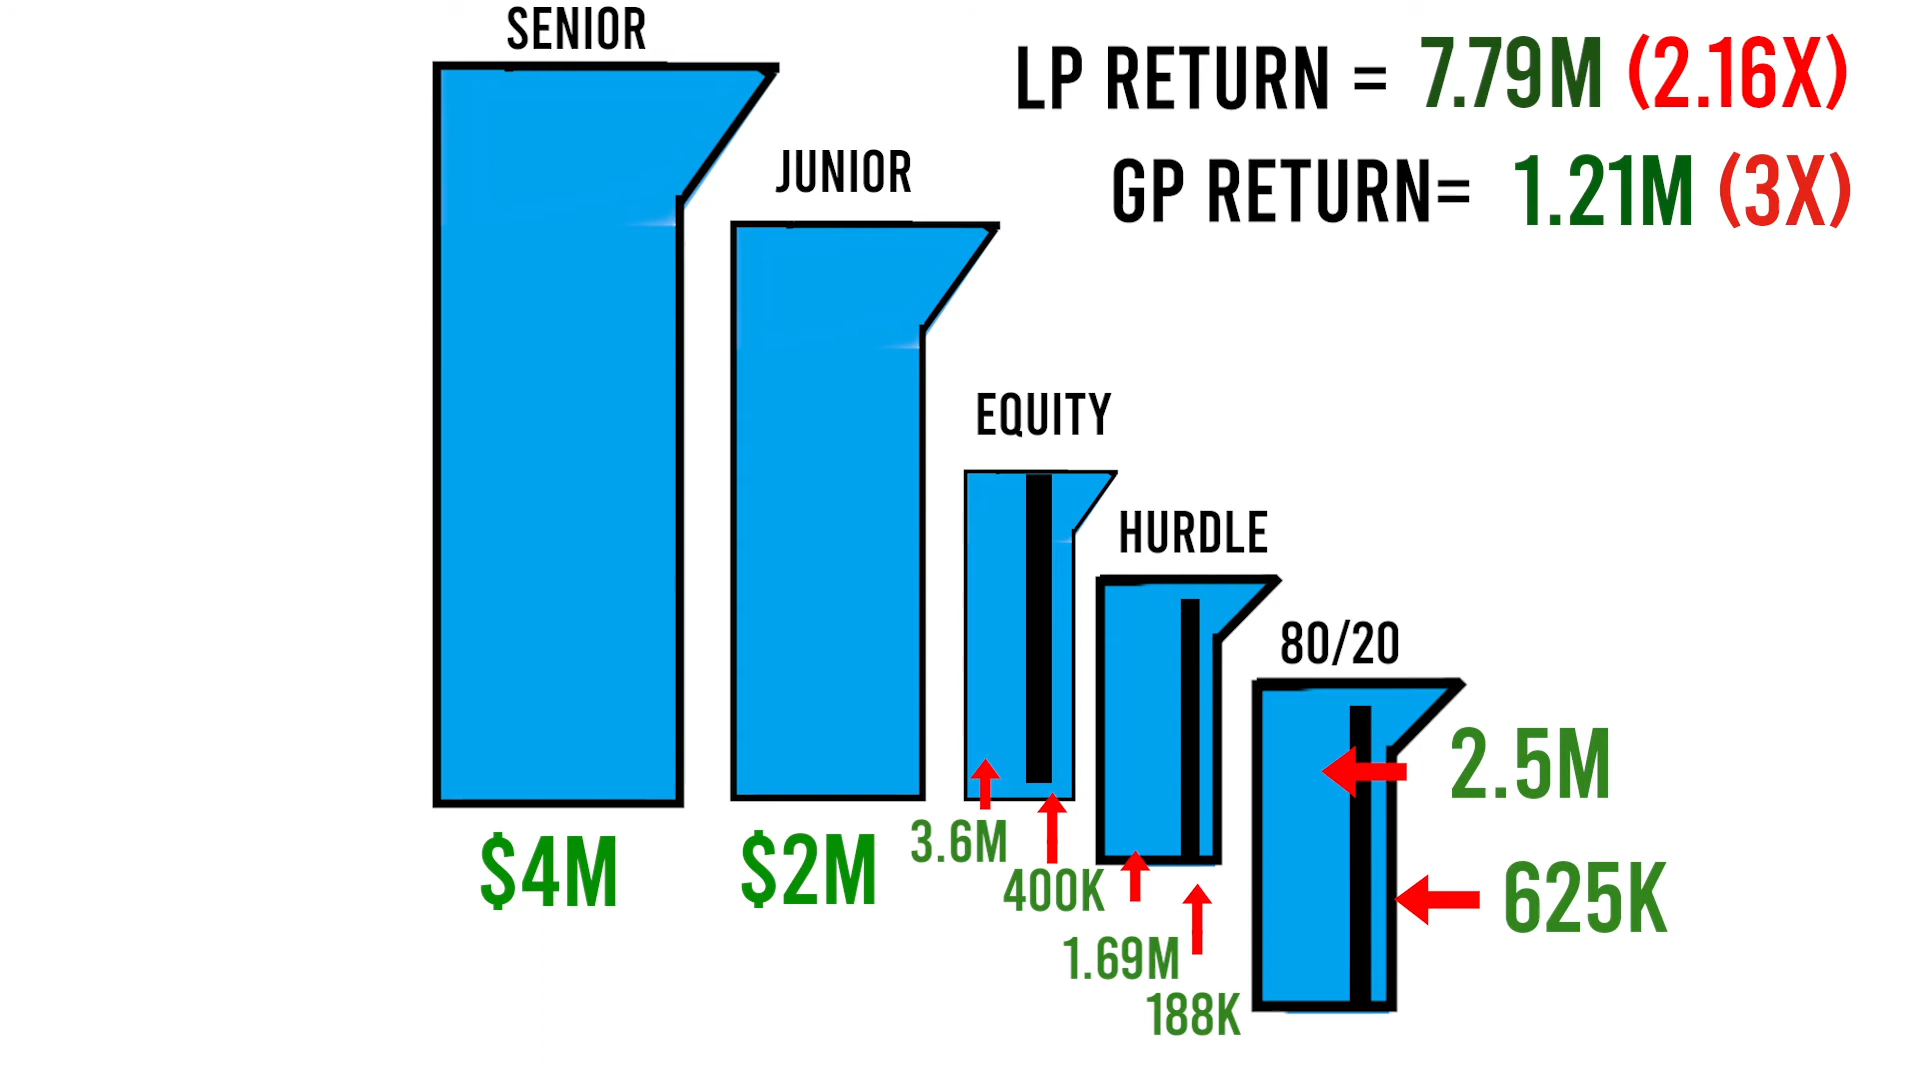 SENIOR
LP RETURN = 7.79M (2.16X)
GP RETURN= 1.21M (3X)
JUNIOR
EQUITY
HURDLE
80/20
2.5M
3.6M
$4M
$2M
400K
625K
1.69M
188K